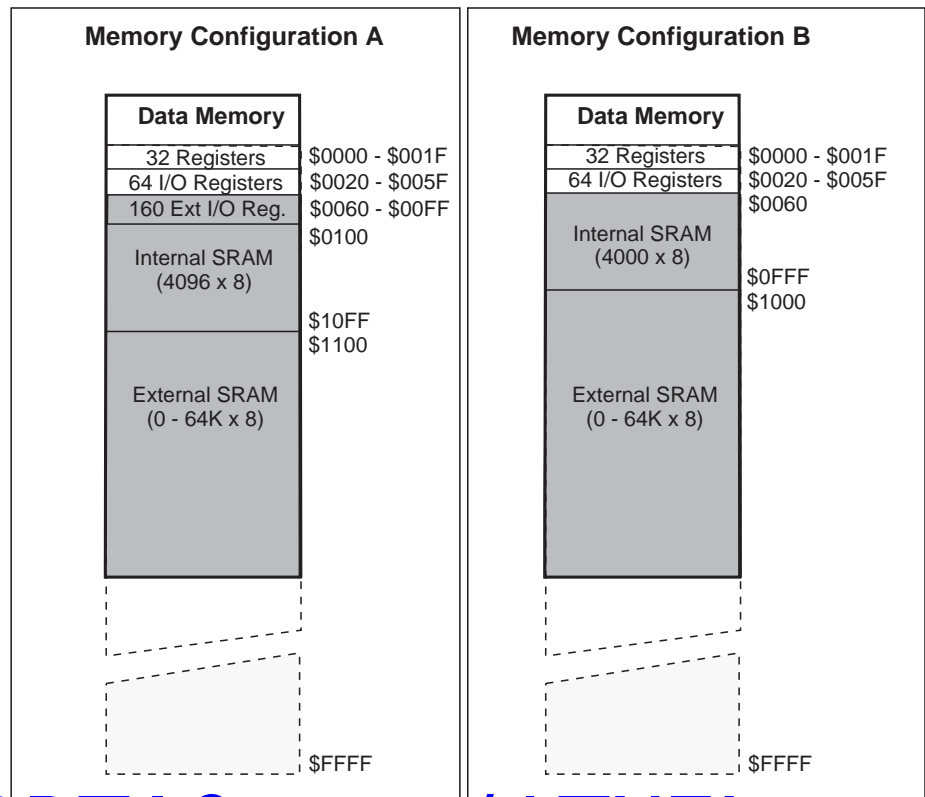 Memory Configuration A
Data Memory
32 Registers
$0000 - $001F
64 I/O Registers
$0020 - $005F
160 Ext I/O Reg.
$0060 - $00FF
$0100
Internal SRAM
(4096 x 8)
$10FF
$1100
External SRAM
(0 - 64K x 8)
$FFFF
Memory Configuration B
Data Memory
32 Registers
$0000 - $001F
64 I/O Registers
$0020 - $005F
$0060
Internal SRAM
(4000 x 8)
$0FFF
$1000
External SRAM
(0 - 64K x 8)
$FFFF